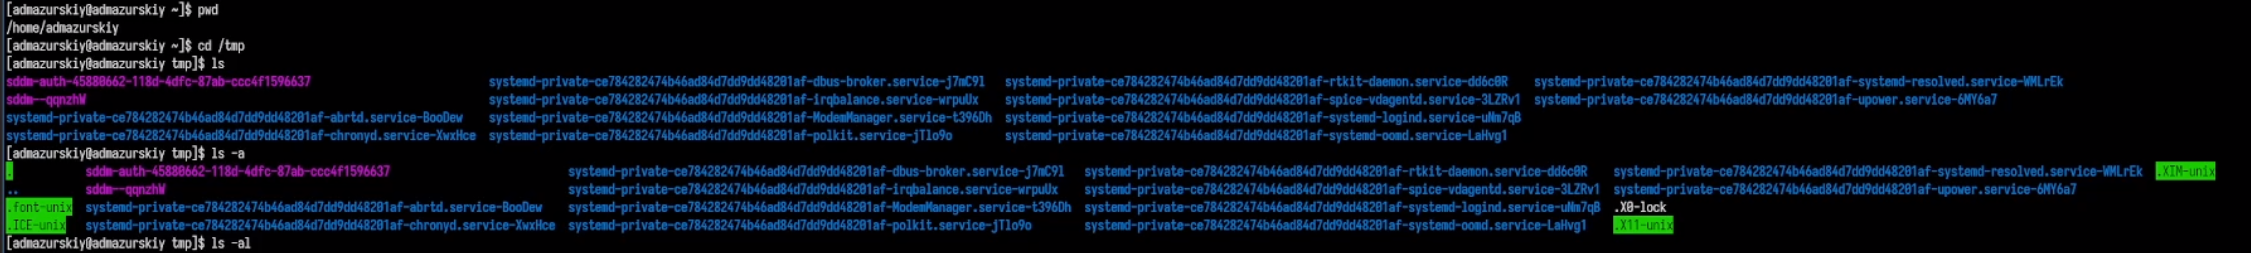 [admazurskiy@admazurskiy ~]$ pwd
/home/admazurskiy
[admazurskiy@admazurskiy ~]$ cd /tmp
[admazurskiy@admazurskiy tmp]$ ls
sddm-auth-45880662-118d-4dfc-87ab-ccc4f1596637 systemd-private-ce784282474b46ad84d7dd9dd48201af-dbus-broker.service-j7mC9l systemd-private-ce784282474b46ad84d7dd9dd48201af-rtkit-daemon.service-dd6c0R systemd-private-ce784282474b46ad84d7dd9dd48201af-systemd-resolved.service-WMLrEk
sddm--qqnzhW systemd-private-ce784282474b46ad84d7dd9dd48201af-irqbalance.service-wrpuUx systemd-private-ce784282474b46ad84d7dd9dd48201af-spice-vdagentd.service-3LZRv1 systemd-private-ce784282474b46ad84d7dd9dd48201af-upower.service-6MY6a7
systemd-private-ce784282474b46ad84d7dd9dd48201af-abrtd.service-BooDew systemd-private-ce784282474b46ad84d7dd9dd48201af-ModemManager.service-t396Dh systemd-private-ce784282474b46ad84d7dd9dd48201af-systemd-logind.service-uNm7qB
systemd-private-ce784282474b46ad84d7dd9dd48201af-chronyd.service-XwxHce systemd-private-ce784282474b46ad84d7dd9dd48201af-polkit.service-jTlo9o systemd-private-ce784282474b46ad84d7dd9dd48201af-systemd-oomd.service-LaHvg1
[admazurskiy@admazurskiy tmp]$ ls -a
. sddm-auth-45880662-118d-4dfc-87ab-ccc4f1596637 systemd-private-ce784282474b46ad84d7dd9dd48201af-dbus-broker.service-j7mC9l systemd-private-ce784282474b46ad84d7dd9dd48201af-rtkit-daemon.service-dd6c0R systemd-private-ce784282474b46ad84d7dd9dd48201af-systemd-resolved.service-WMLrEk .XIM-unix
.. sddm--qqnzhW systemd-private-ce784282474b46ad84d7dd9dd48201af-irqbalance.service-wrpuUx systemd-private-ce784282474b46ad84d7dd9dd48201af-spice-vdagentd.service-3LZRv1 systemd-private-ce784282474b46ad84d7dd9dd48201af-upower.service-6MY6a7
.font-unix systemd-private-ce784282474b46ad84d7dd9dd48201af-abrtd.service-BooDew systemd-private-ce784282474b46ad84d7dd9dd48201af-ModemManager.service-t396Dh systemd-private-ce784282474b46ad84d7dd9dd48201af-systemd-logind.service-uNm7qB .X0-lock
.ICE-unix systemd-private-ce784282474b46ad84d7dd9dd48201af-chronyd.service-XwxHce systemd-private-ce784282474b46ad84d7dd9dd48201af-polkit.service-jTlo9o systemd-private-ce784282474b46ad84d7dd9dd48201af-systemd-oomd.service-LaHvg1 .X11-unix
[admazurskiy@admazurskiy tmp]$ ls -al